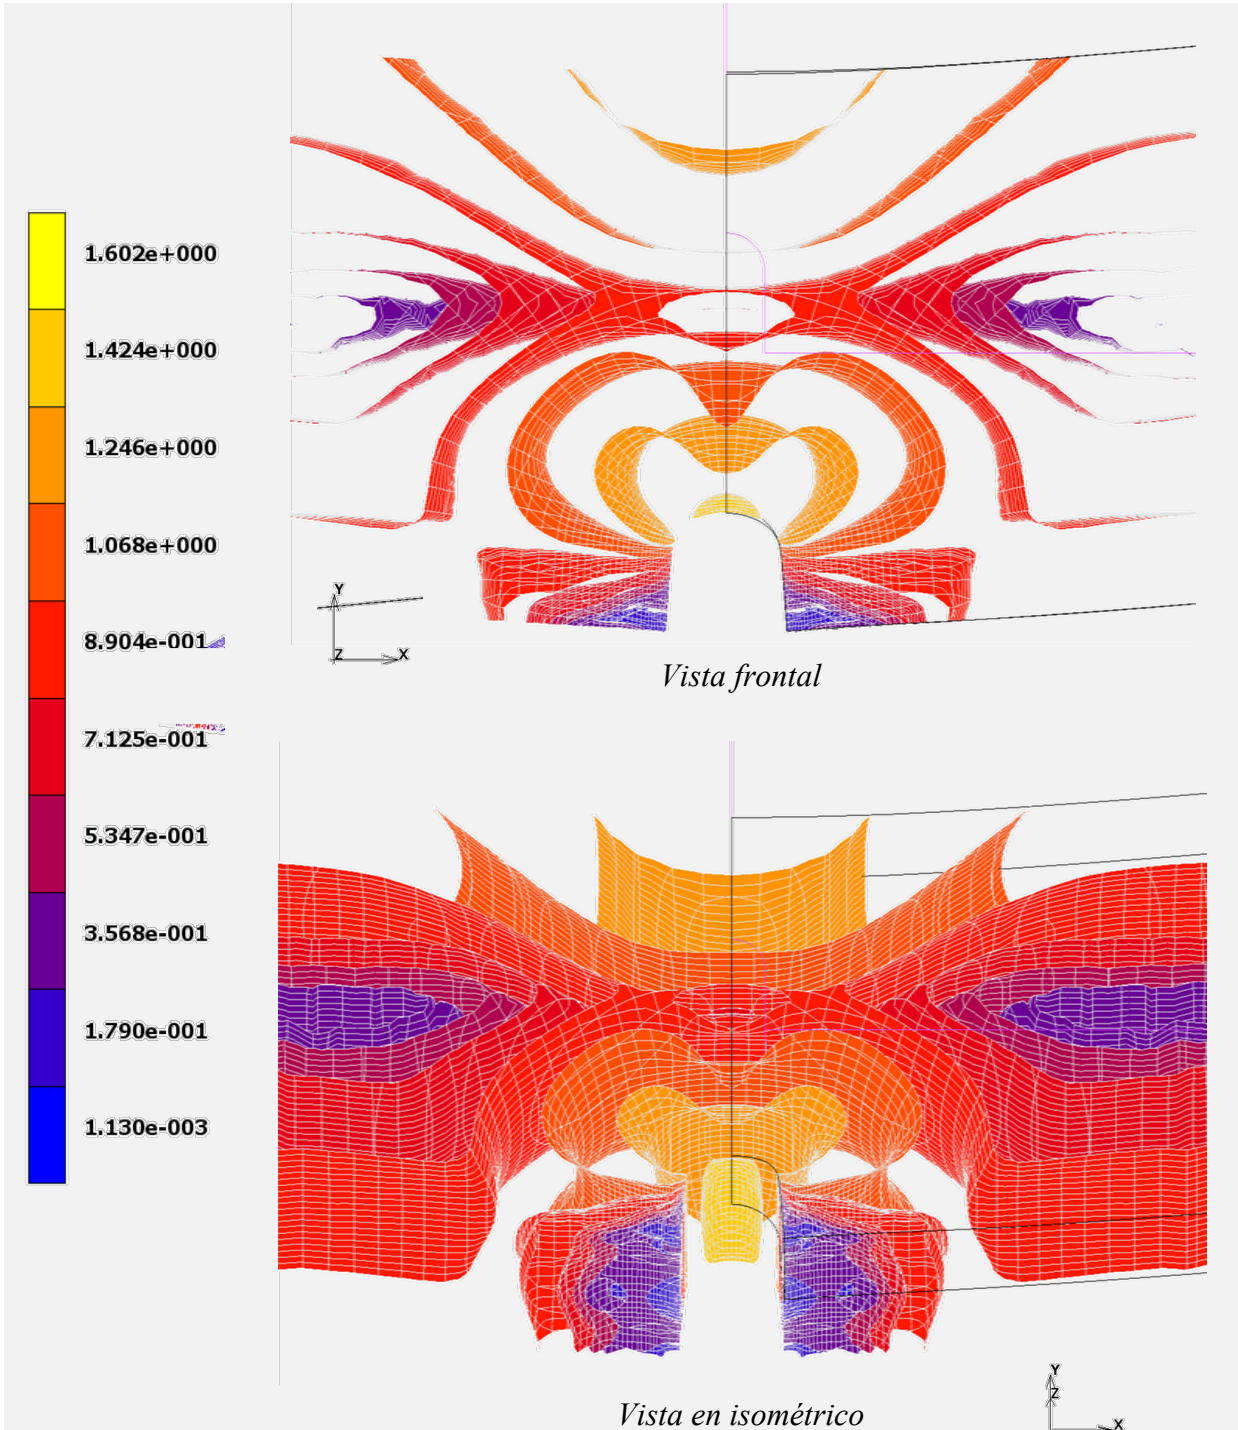 1.602e+000
1.424e+000
1.246e+000
1.068e+000
8.904e-001
7.125e-001
5.347e-001
3.568e-001
1.790e-001
1.130e-003
Y
Z X
Vista frontal
Y
Z
X
Vista en isométrico